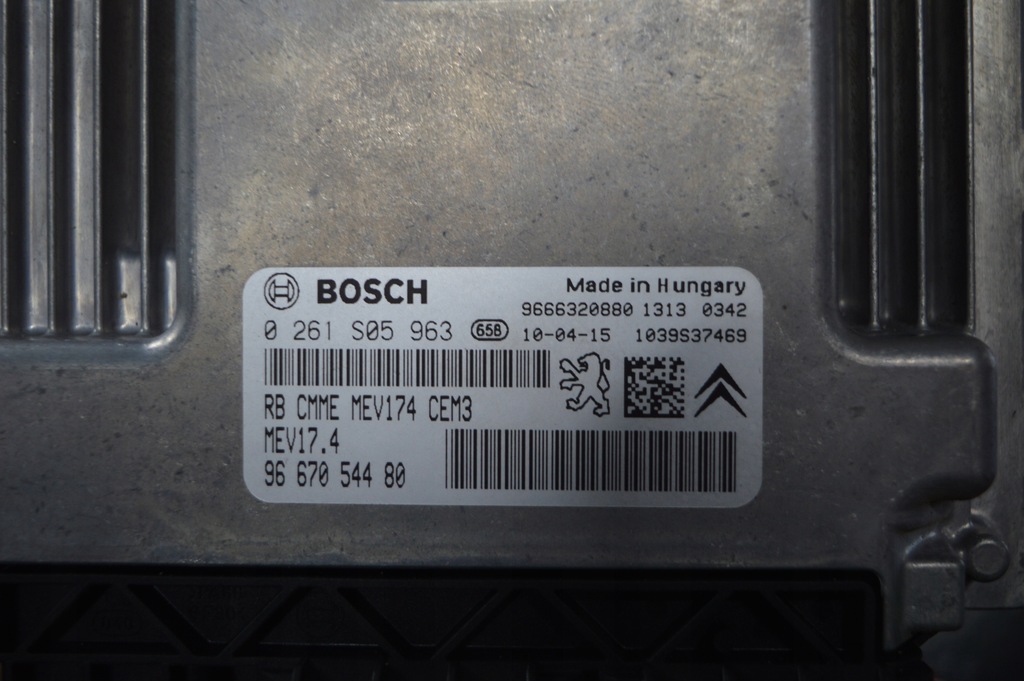 BOSCH
Made in Hungary
9666320880 1313 0342
0 261 S05 963 658 10-04-15 1039S37469
RB CMME MEV174 CEM3
MEV17.4
96 670 544 80